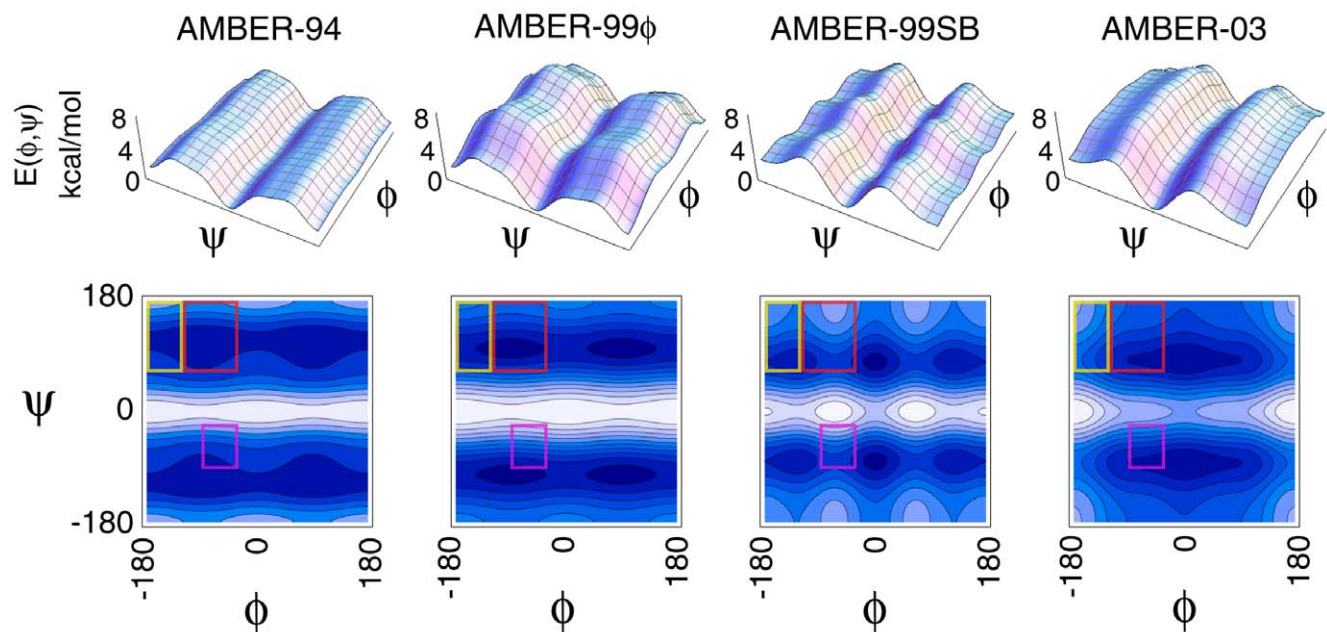 AMBER-94 AMBER-99ϕ AMBER-99SB AMBER-03
E(ϕ,ψ)
kcal/mol
8 8 8 8
4 4 4 4
0 0 0 0
ϕ ϕ ϕ ϕ
ψ ψ ψ ψ
180
ψ 0
-180
-180 0 180 -180 0 180 -180 0 180 -180 0 180
ϕ ϕ ϕ ϕ